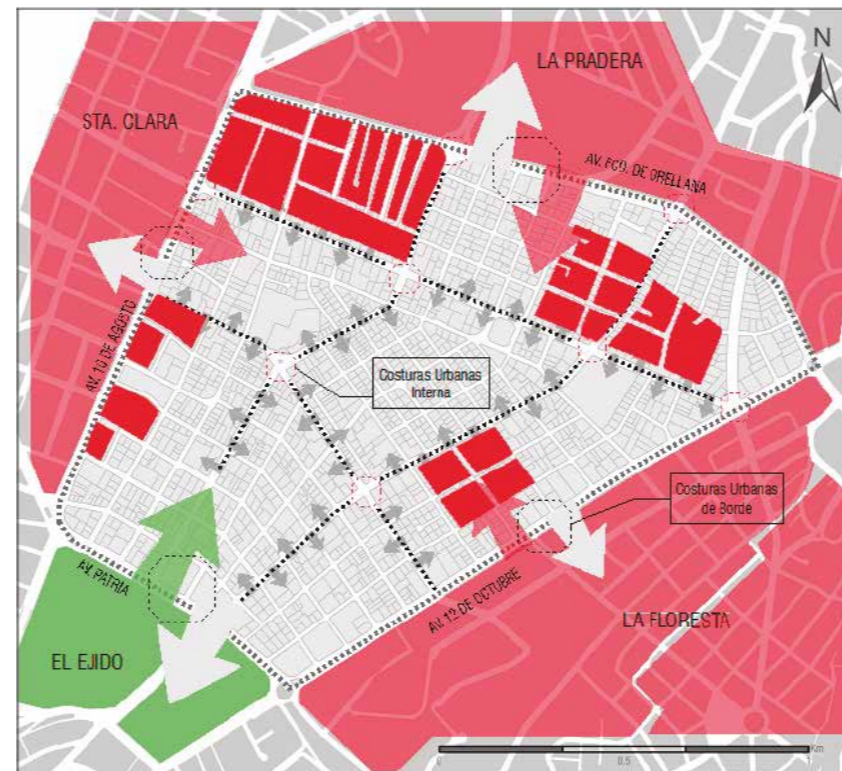 N
LA PRADERA
STA. CLARA
AV. FCO. DE ORELLANA
AV. 10 DE AGOSTO
Costuras Urbanas
Interna
Costuras Urbanas
de Borde
AV. PATRIA
AV. 12 DE OCTUBRE
LA FLORESTA
EL EJIDO
Km
0
0.5
1